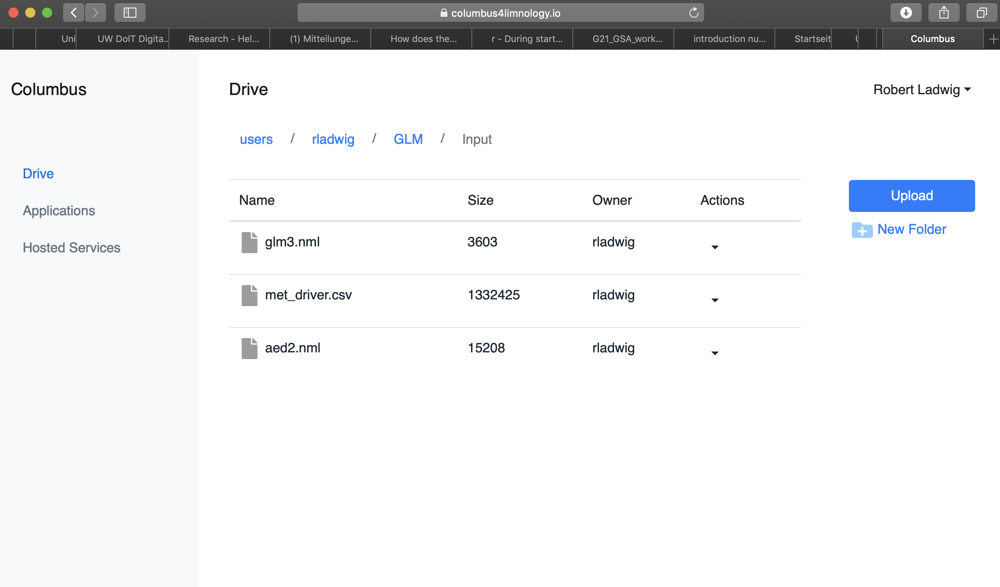 columbus4limnology.io
Uni
UW DoIT Digita...
Research - Hel...
(1) Mitteilunge...
How does the...
r - During start...
G21_GSA_work...
introduction nu...
Startseit
Columbus
Columbus
Drive
Robert Ladwig
users / rladwig / GLM / Input
Drive
Applications
Hosted Services
Name Size Owner Actions
glm3.nml 3603 rladwig
met_driver.csv 1332425 rladwig
aed2.nml 15208 rladwig
Upload
New Folder